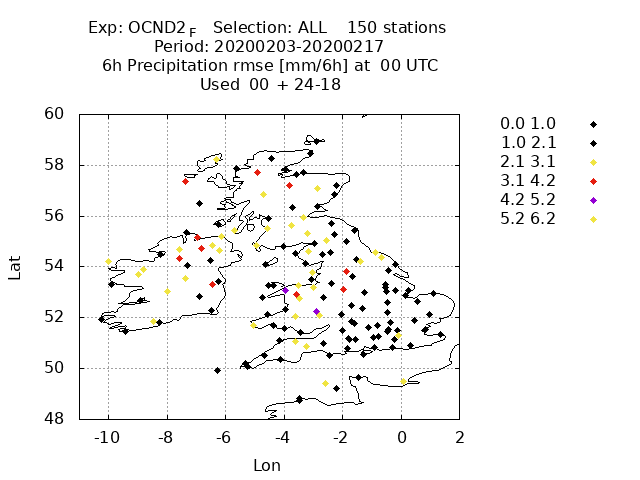 Exp: OCND2 F Selection: ALL 150 stations
Period: 20200203-20200217
6h Precipitation rmse [mm/6h] at 00 UTC
Used 00 + 24-18
60
58
56
54
52
50
48
-10 -8 -6 -4 -2 0 2
Lat
Lon
0.0 1.0
1.0 2.1
2.1 3.1
3.1 4.2
4.2 5.2
5.2 6.2